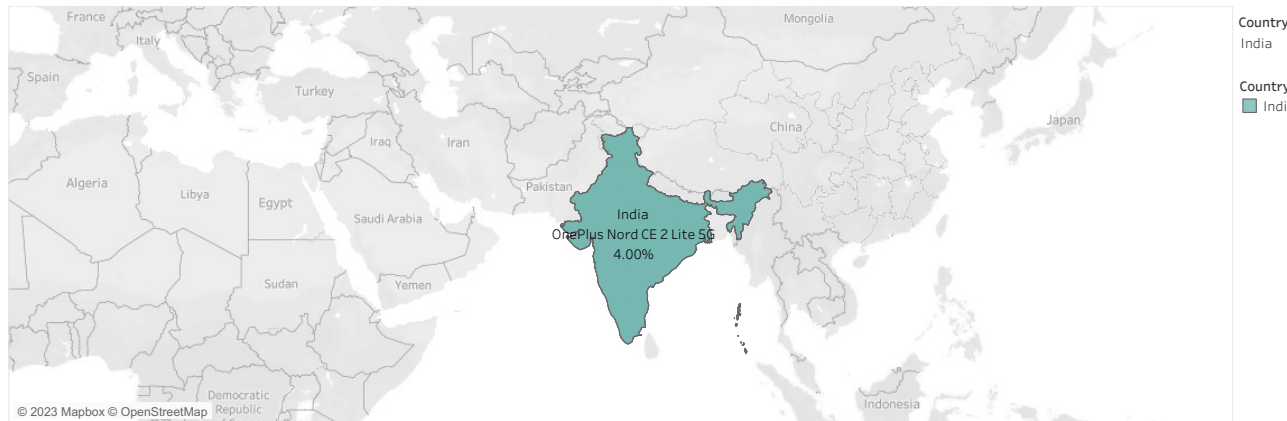 France
Mongolia
Italy
Spain
Turkey
Japan
China
Iraq
Iran
Algeria
Libya
Pakistan
Egypt
Saudi Arabia
India
OnePlus Nord CE 2 Lite 5G
4.00%
Sudan
Yemen
Democratic
Republic
Indonesia
© 2023 Mapbox © OpenStreetMap
Country
India
Country
Indi